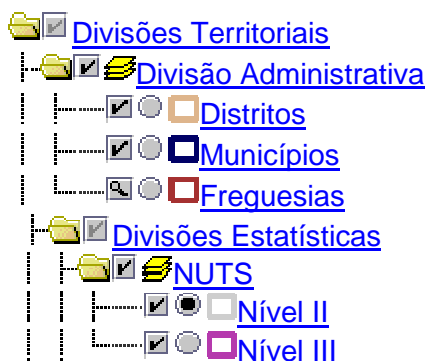 Divisões Territoriais
Divisão Administrativa
Distritos
Municípios
Freguesias
Divisões Estatísticas
NUTS
Nível II
Nível III